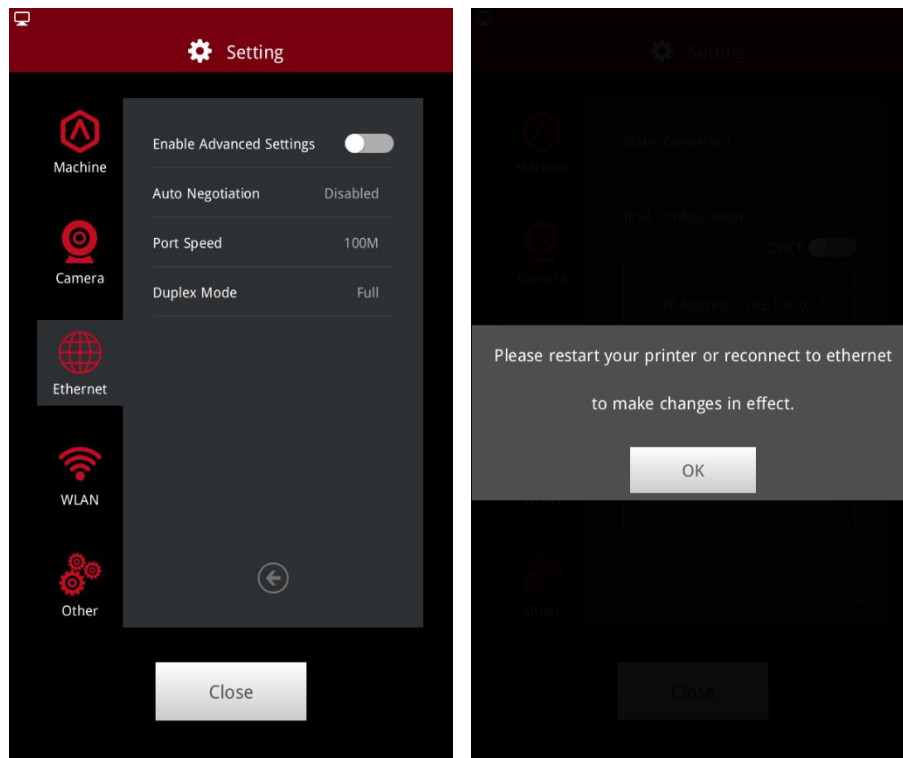 Setting
Machine
Enable Advanced Settings
Auto Negotiation Disabled
Port Speed 100M
Duplex Mode Full
Camera
Ethernet
WLAN
Other
Close
Setting
Machine
State: Connected
IPV4 Configuration:
DHCP
Camera
IP Address: 192.168.0.17
Please restart your printer or reconnect to ethernet
to make changes in effect.
OK
WLAN
Other
Close